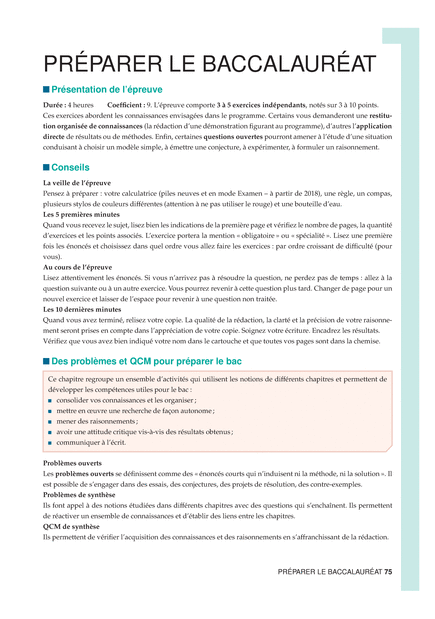 PRÉPARER LE BACCALAURÉAT
Présentation de l'épreuve
Durée : 4 heures Coefficient : 9. L'épreuve comporte 3 à 5 exercices indépendants, notés sur 3 à 10 points.
Ces exercices abordent les connaissances envisagées dans le programme. Certains vous demanderont une restitu-
tion organisée de connaissances (la rédaction d'une démonstration figurant au programme), d'autres l'application
directe de résultats ou de méthodes. Enfin, certaines questions ouvertes pourront amener à l'étude d'une situation
conduisant à choisir un modèle simple, à émettre une conjecture, à expérimenter, à formuler un raisonnement.
Conseils
La veille de l'épreuve
Pensez à préparer : votre calculatrice (piles neuves et en mode Examen – à partir de 2018), une règle, un compas,
plusieurs stylos de couleurs différentes (attention à ne pas utiliser le rouge) et une bouteille d'eau.
Les 5 premières minutes
Quand vous recevez le sujet, lisez bien les indications de la première page et vérifiez le nombre de pages, la quantité
d'exercices et les points associés. L'exercice portera la mention « obligatoire » ou « spécialité ». Lisez une première
fois les énoncés et choisissez dans quel ordre vous allez faire les exercices : par ordre croissant de difficulté (pour
vous).
Au cours de l'épreuve
Lisez attentivement les énoncés. Si vous n'arrivez pas à résoudre la question, ne perdez pas de temps : allez à la
question suivante ou à un autre exercice. Vous pourrez revenir à cette question plus tard. Changer de page pour un
nouvel exercice et laisser de l'espace pour revenir à une question non traitée.
Les 10 dernières minutes
Quand vous avez terminé, relisez votre copie. La qualité de la rédaction, la clarté et la précision de votre raisonne-
ment seront prises en compte dans l'appréciation de votre copie. Soignez votre écriture. Encadrez les résultats.
Vérifiez que vous avez bien indiqué votre nom dans le cartouche et que toutes vos pages sont dans la chemise.
Des problèmes et QCM pour préparer le bac
Ce chapitre regroupe un ensemble d'activités qui utilisent les notions de différents chapitres et permettent de
développer les compétences utiles pour le bac :
consolider vos connaissances et les organiser ;
mettre en œuvre une recherche de façon autonome ;
mener des raisonnements ;
avoir une attitude critique vis-à-vis des résultats obtenus ;
communiquer à l'écrit.
Problèmes ouverts
Les problèmes ouverts se définissent comme des « énoncés courts qui n'induisent ni la méthode, ni la solution ». Il
est possible de s'engager dans des essais, des conjectures, des projets de résolution, des contre-exemples.
Problèmes de synthèse
Ils font appel à des notions étudiées dans différents chapitres avec des questions qui s'enchaînent. Ils permettent
de réactiver un ensemble de connaissances et d'établir des liens entre les chapitres.
QCM de synthèse
Ils permettent de vérifier l'acquisition des connaissances et des raisonnements en s'affranchissant de la rédaction.
PRÉPARER LE BACCALAURÉAT 75